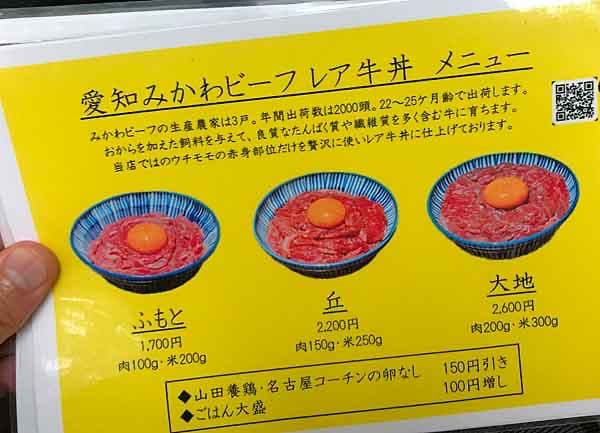 愛知みかわビーフ レア牛丼 メニュー
みかわビーフの生産農家は3戸。年間出荷数は2000頭。22～25ケ月齢で出荷します。
おからを加えた飼料を与えて、良質なたんぱく質や繊維質を多く含む牛に育ちます。
当店ではのウチモモの赤身部位だけを贅沢に使いレア牛丼に仕上げております。
ふもと
1,700円
肉100g・米200g
丘
2,200円
肉150g・米250g
大地
2,600円
肉200g・米300g
◆山田養鶏・名古屋コーチンの卵なし 150円引き
◆ごはん大盛 100円増し